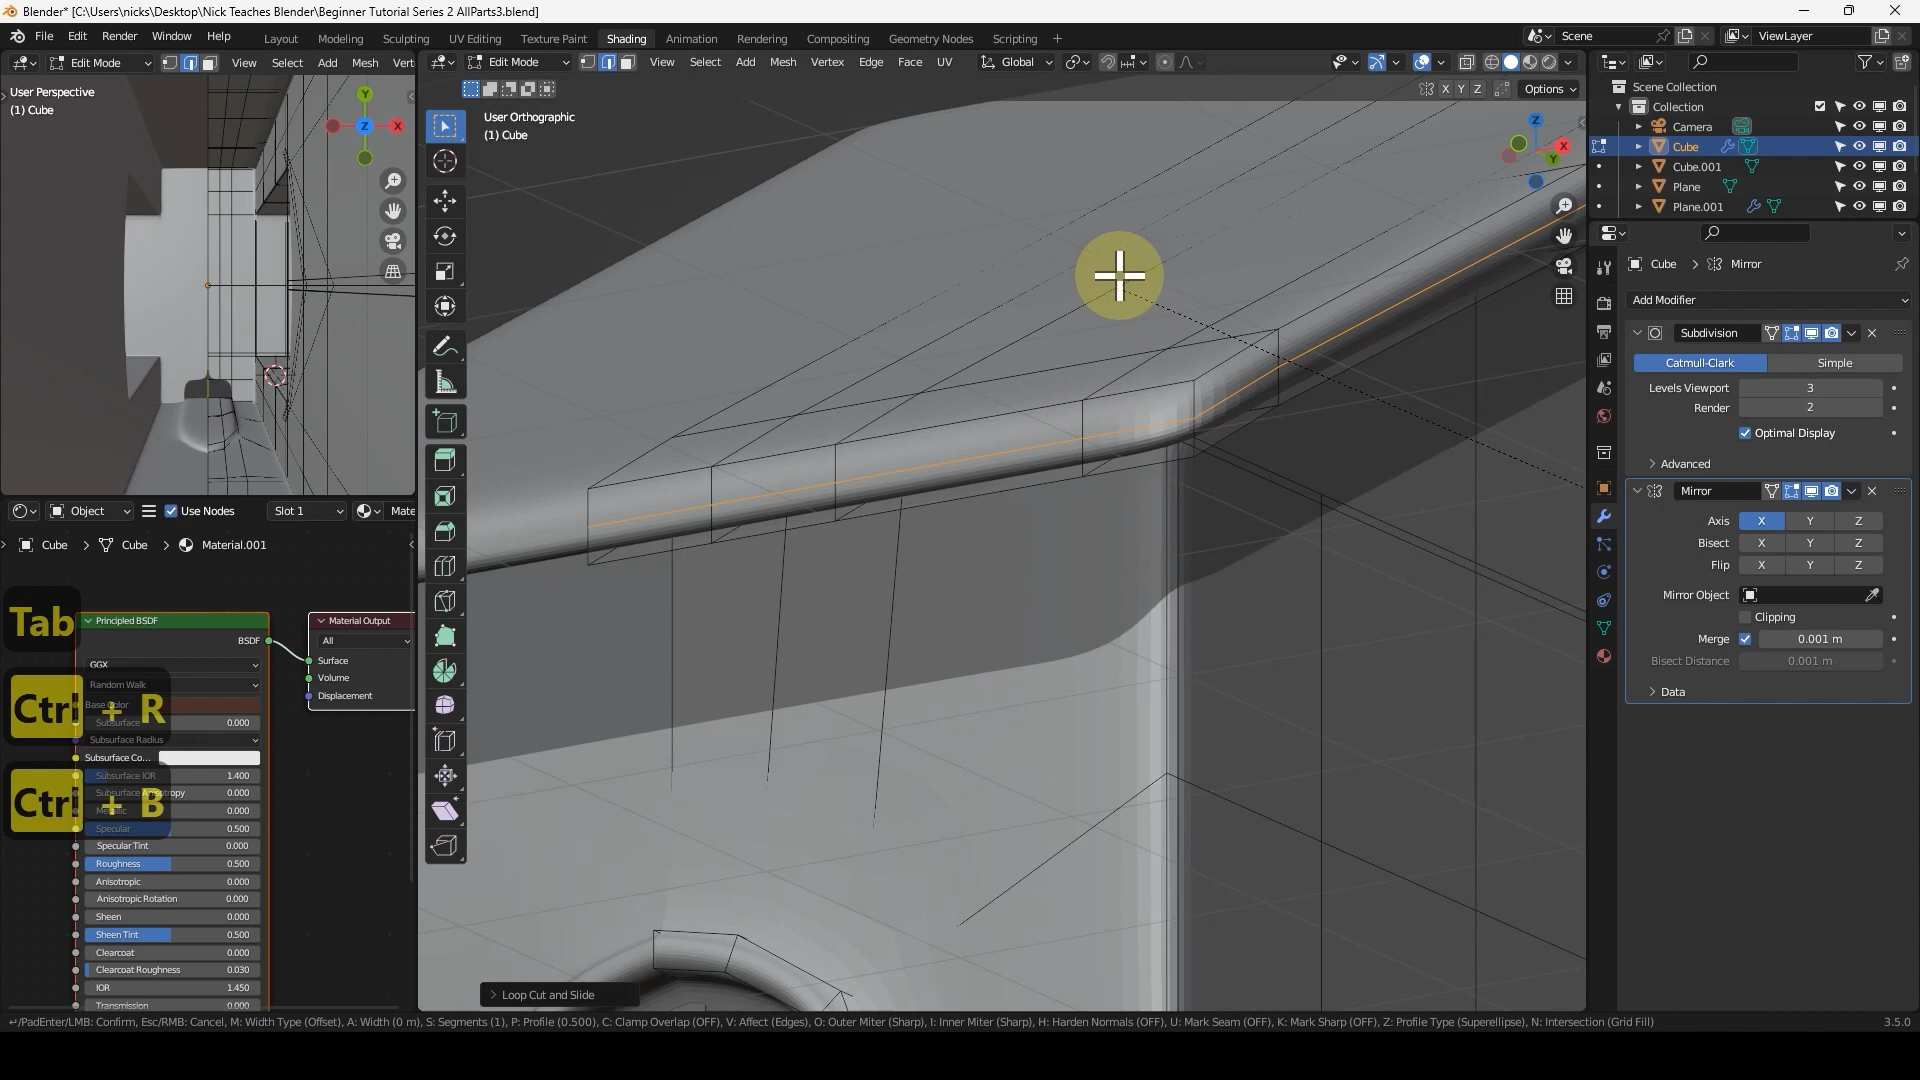 Blender* [C:\Users\nicks\Desktop\Nick Teaches Blender\Beginner Tutorial Series 2 AllParts3.blend]
File Edit Render Window Help Layout Modeling Sculpting UV Editing Texture Paint Shading Animation Rendering Compositing Geometry Nodes Scripting + Scene ViewLayer
Edit Mode View Select Add Mesh Vert
Edit Mode View Select Add Mesh Vertex Edge Face UV Global
X Y Z Options
User Perspective
(1) Cube
User Orthographic
(1) Cube
Scene Collection
Collection
Camera
Cube
Cube.001
Plane
Plane.001
Cube > Mirror
Add Modifier
Subdivision
Catmull-Clark Simple
Levels Viewport 3
Render 2
Optimal Display
Advanced
Mirror
Axis X Y Z
Bisect X Y Z
Flip X Y Z
Mirror Object
Clipping
Merge 0.001 m
Bisect Distance 0.001 m
Data
Object Use Nodes Slot 1 Mate
Cube > Cube > Material.001
Tab
Ctrl + R
Ctrl + B
Principled BSDF
BSDF
GGX
Random Walk
Base Color
Subsurface 0.000
Subsurface Radius
Subsurface Co...
Subsurface IOR 1.400
Subsurface Anisotropy 0.000
Metallic 0.000
Specular 0.500
Specular Tint 0.000
Roughness 0.500
Anisotropic 0.000
Anisotropic Rotation 0.000
Sheen 0.000
Sheen Tint 0.500
Clearcoat 0.000
Clearcoat Roughness 0.030
IOR 1.450
Transmission 0.000
Material Output
All
Surface
Volume
Displacement
Loop Cut and Slide
↵/PadEnter/LMB: Confirm, Esc/RMB: Cancel, M: Width Type (Offset), A: Width (0 m), S: Segments (1), P: Profile (0.500), C: Clamp Overlap (OFF), V: Affect (Edges), O: Outer Miter (Sharp), I: Inner Miter (Sharp), H: Harden Normals (OFF), U: Mark Seam (OFF), K: Mark Sharp (OFF), Z: Profile Type (Superellipse), N: Intersection (Grid Fill)
3.5.0